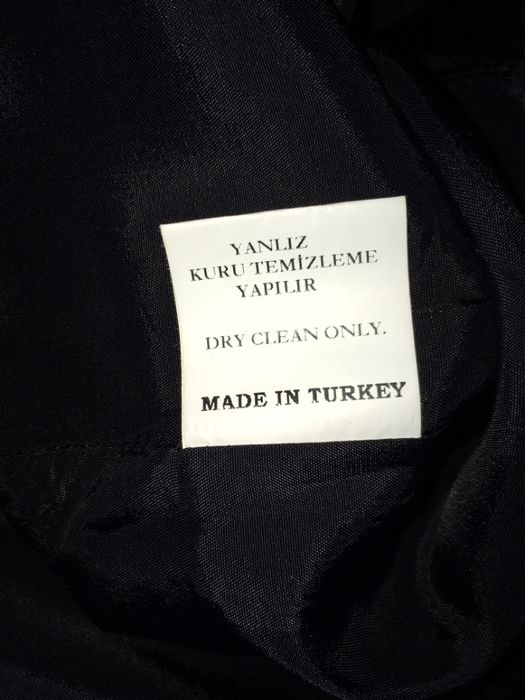 YANLIZ
KURU TEMİZLEME
YAPILIR
DRY CLEAN ONLY.
MADE IN TURKEY